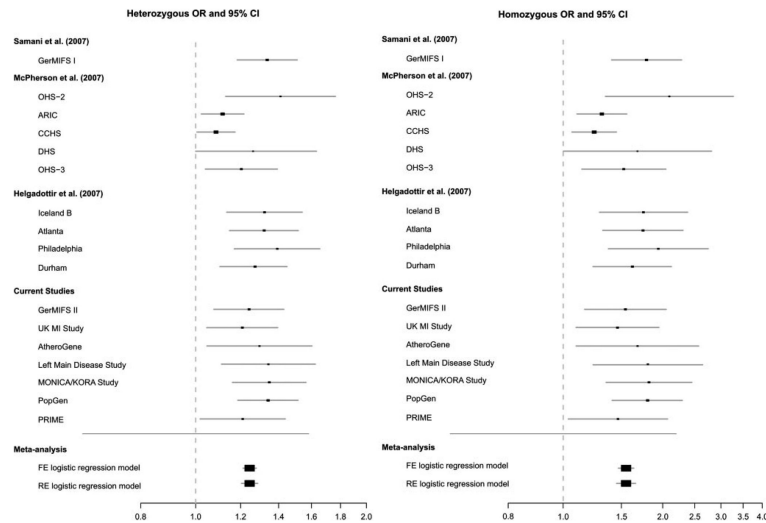 Heterozygous OR and 95% CI
Samani et al. (2007)
GerMIFS I
McPherson et al. (2007)
OHS−2
ARIC
CCHS
DHS
OHS−3
Helgadottir et al. (2007)
Iceland B
Atlanta
Philadelphia
Durham
Current Studies
GerMIFS II
UK MI Study
AtheroGene
Left Main Disease Study
MONICA/KORA Study
PopGen
PRIME
Meta-analysis
FE logistic regression model
RE logistic regression model
0.8 1.0 1.2 1.4 1.6 1.8 2.0
Homozygous OR and 95% CI
Samani et al. (2007)
GerMIFS I
McPherson et al. (2007)
OHS−2
ARIC
CCHS
DHS
OHS−3
Helgadottir et al. (2007)
Iceland B
Atlanta
Philadelphia
Durham
Current Studies
GerMIFS II
UK MI Study
AtheroGene
Left Main Disease Study
MONICA/KORA Study
PopGen
PRIME
Meta-analysis
FE logistic regression model
RE logistic regression model
0.8 1.0 1.5 2.0 2.5 3.0 3.5 4.0